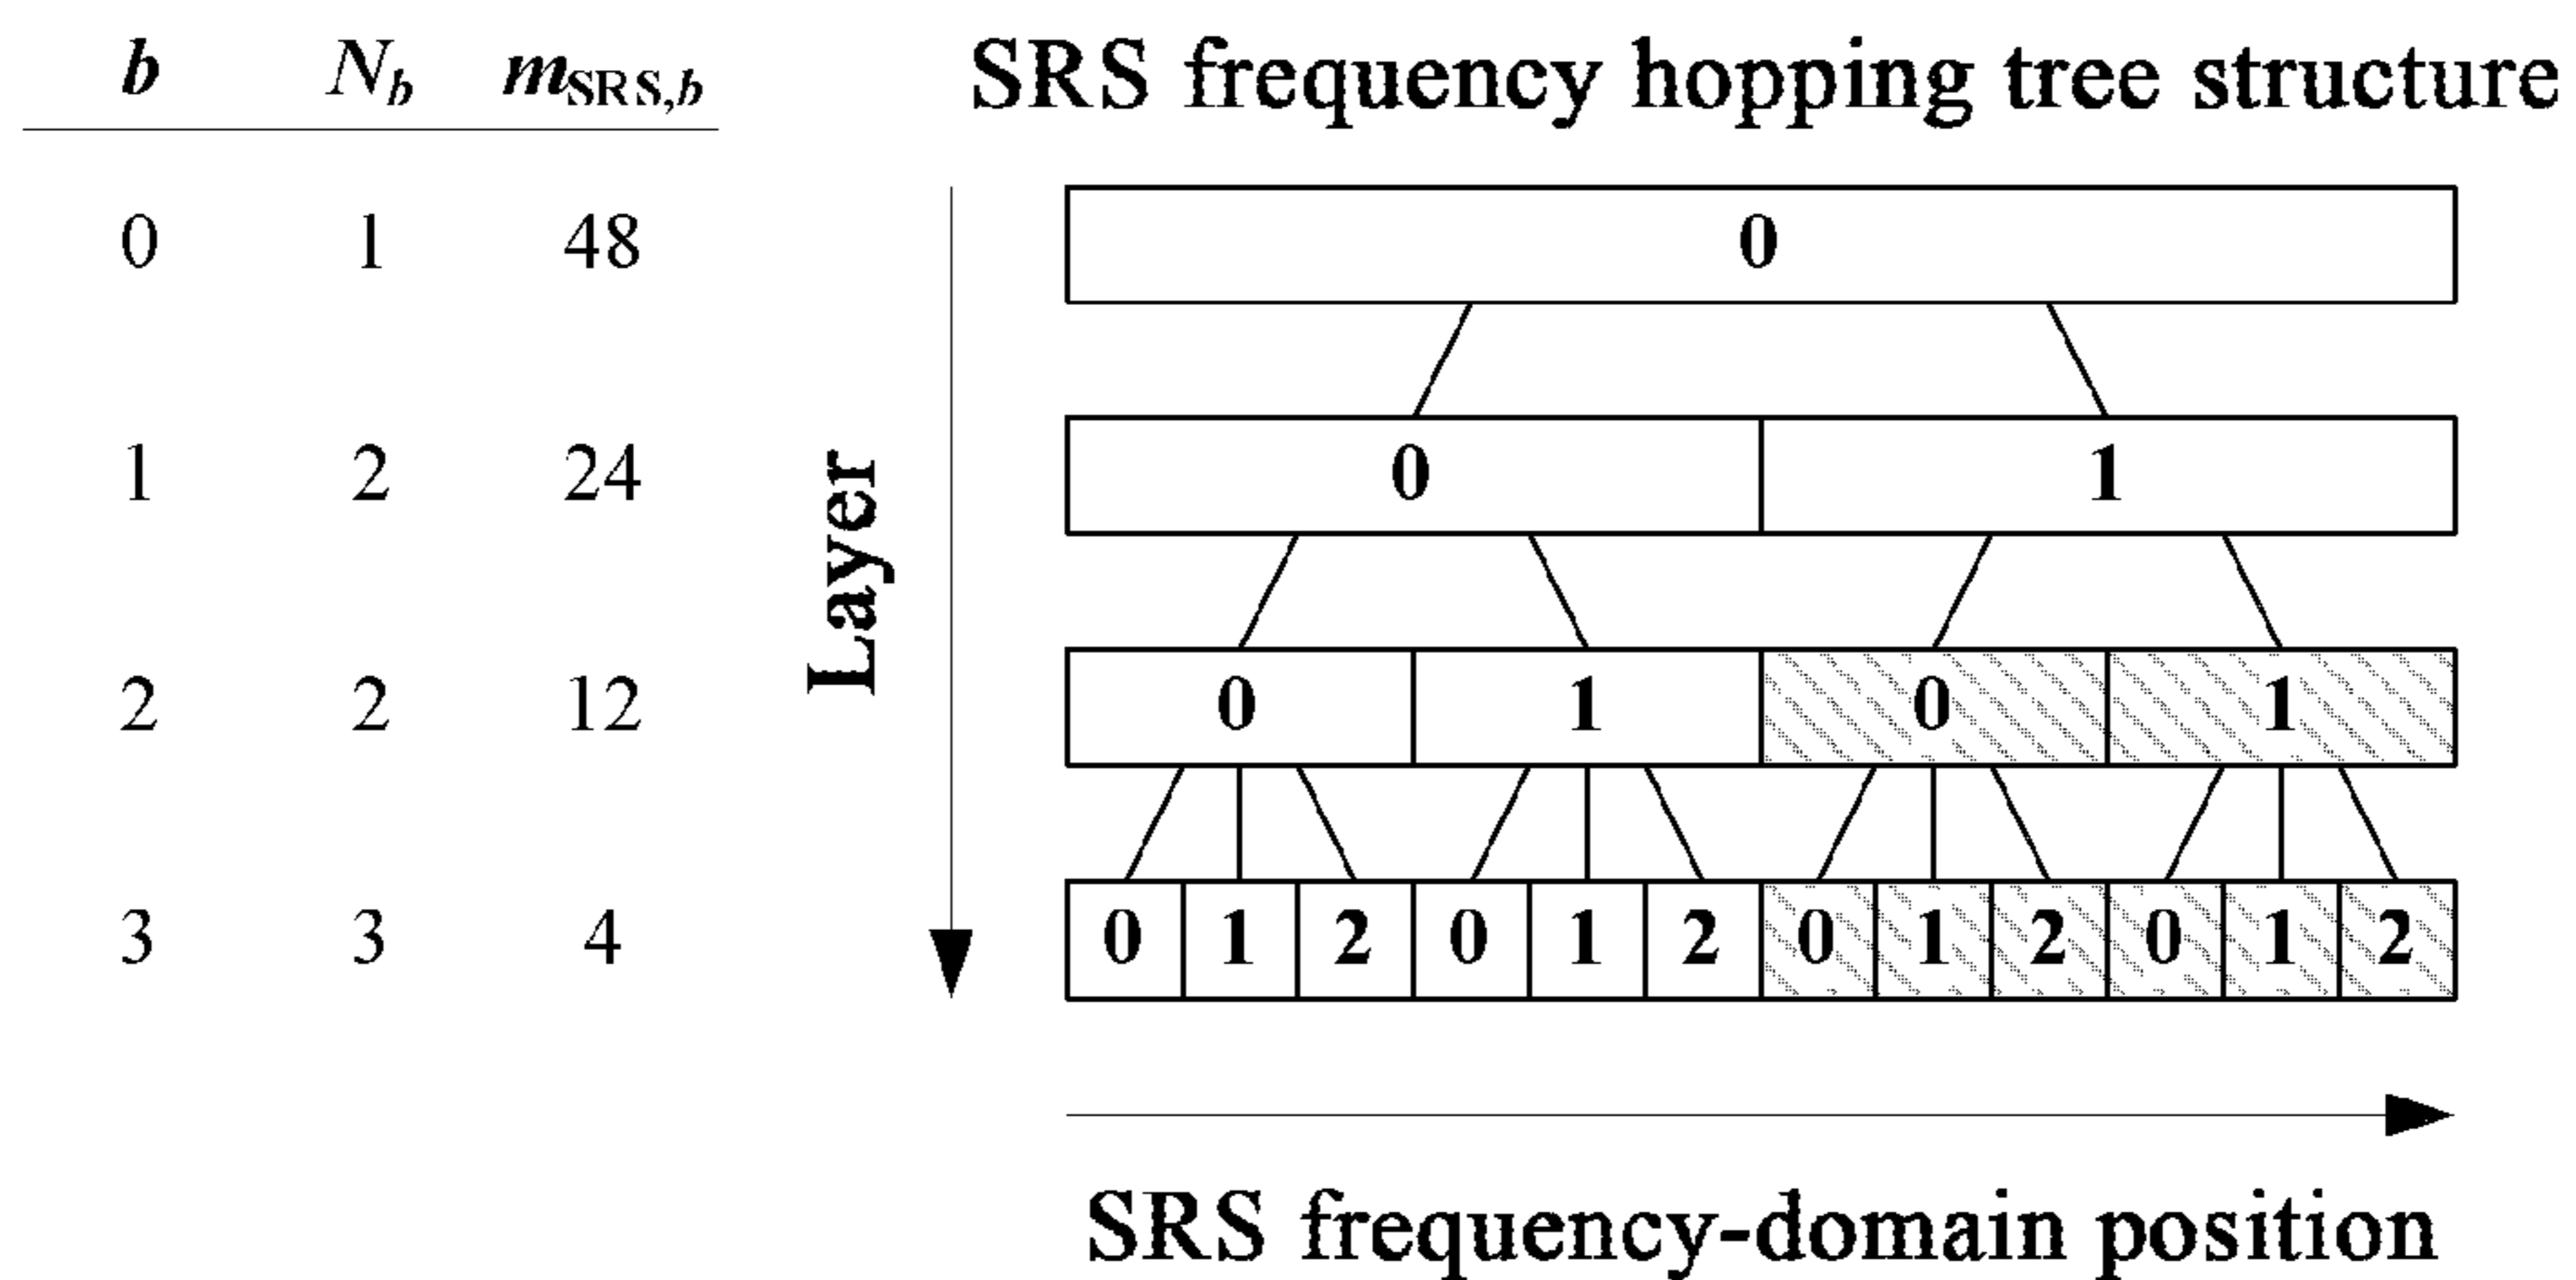 b N_b m_SRS,b SRS frequency hopping tree structure
0 1 48 0
1 2 24 0 1
Layer
2 2 12 0 1 0 1
3 3 4 0 1 2 0 1 2 0 1 2 0 1 2
SRS frequency-domain position